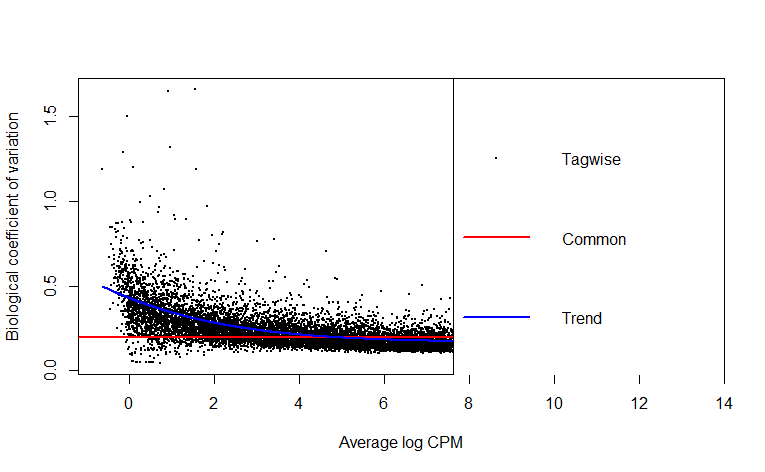 Biological coefficient of variation
1.5
1.0
0.5
0.0
Tagwise
Common
Trend
0 2 4 6 8 10 12 14
Average log CPM